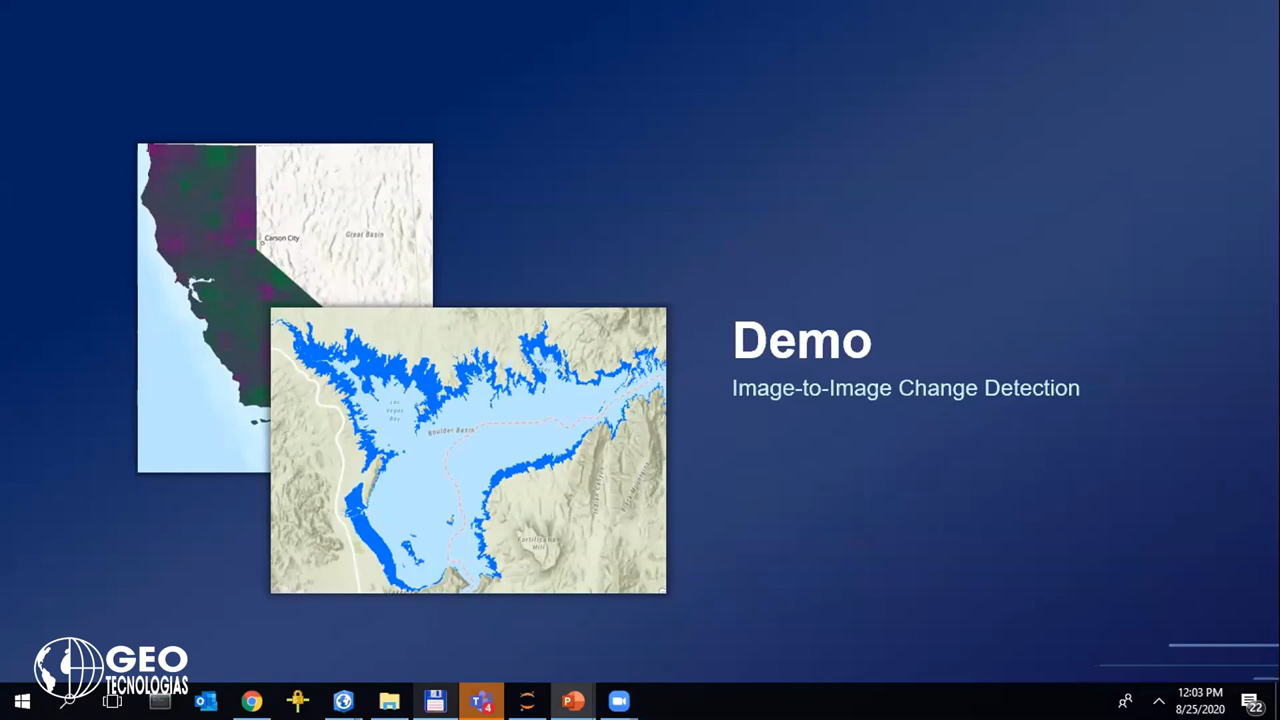 Carson City
Great Basin
Demo
Image-to-Image Change Detection
Las
Vegas
Bay
Boulder Basin
Fortification
Hill
GEO
TECNOLOGIAS
4
12:03 PM
8/25/2020
22